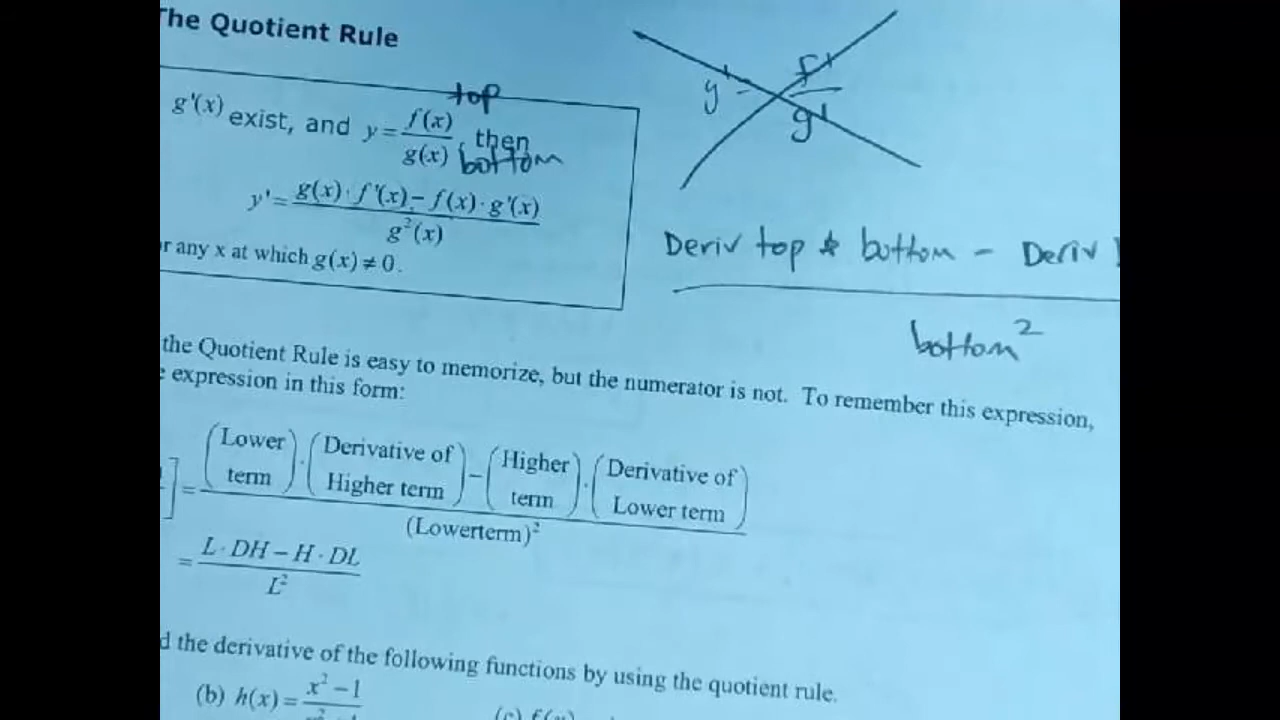 The Quotient Rule
g'(x) exist, and y = f(x)/g(x), then
top
bottom
y' = g(x)·f'(x) − f(x)·g'(x) / g²(x)
r any x at which g(x) ≠ 0.
y' = f'/g'
Deriv top * bottom - Deriv
bottom²
the Quotient Rule is easy to memorize, but the numerator is not. To remember this expression,
expression in this form:
] = (Lower term)·(Derivative of Higher term) − (Higher term)·(Derivative of Lower term) / (Lowerterm)²
= L·DH − H·DL / L²
d the derivative of the following functions by using the quotient rule.
(b) h(x) = x² − 1
(c)